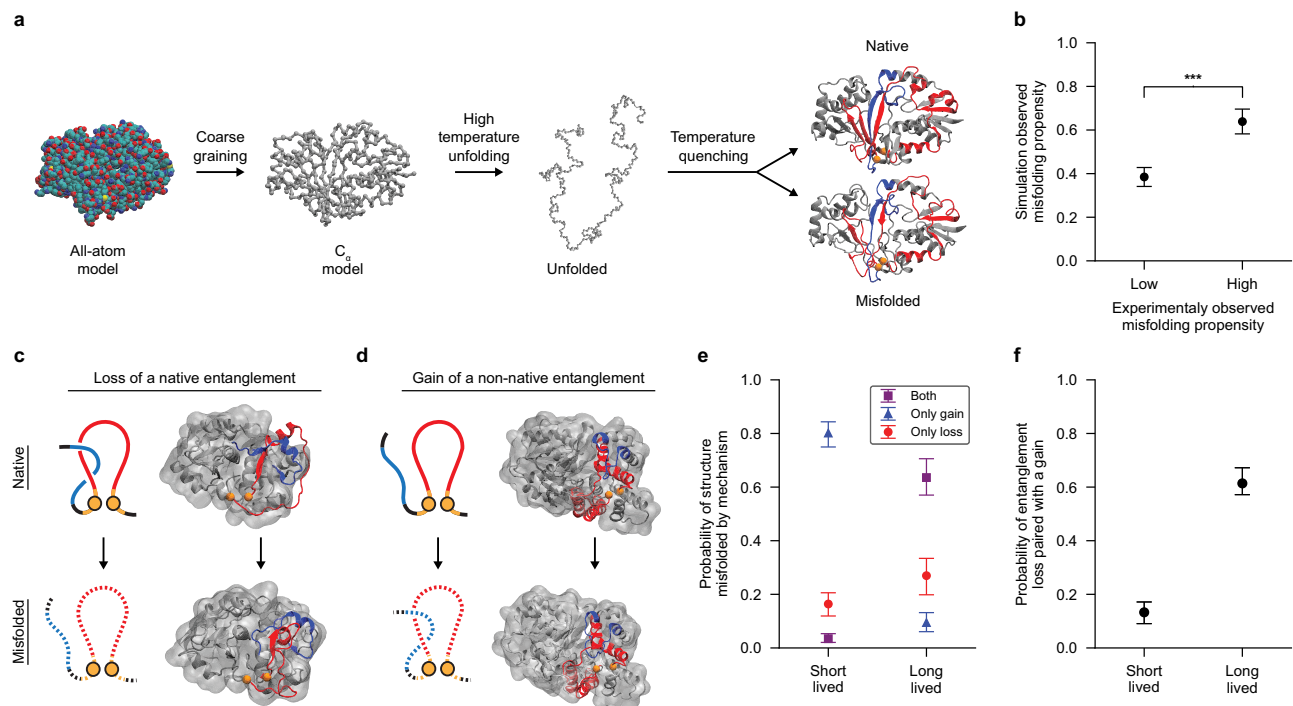 a
All-atom
model
Coarse
graining
Cα
model
High
temperature
unfolding
Unfolded
Temperature
quenching
Native
Misfolded
b
Simulation observed
misfolding propensity
1.0
0.8
0.6
0.4
0.2
0.0
***
Low
High
Experimentaly observed
misfolding propensity
c
Loss of a native entanglement
Native
Misfolded
d
Gain of a non-native entanglement
e
Probability of structure
misfolded by mechanism
1.0
0.8
0.6
0.4
0.2
0.0
Both
Only gain
Only loss
Short
lived
Long
lived
f
Probability of entanglement
loss paired with a gain
1.0
0.8
0.6
0.4
0.2
0.0
Short
lived
Long
lived